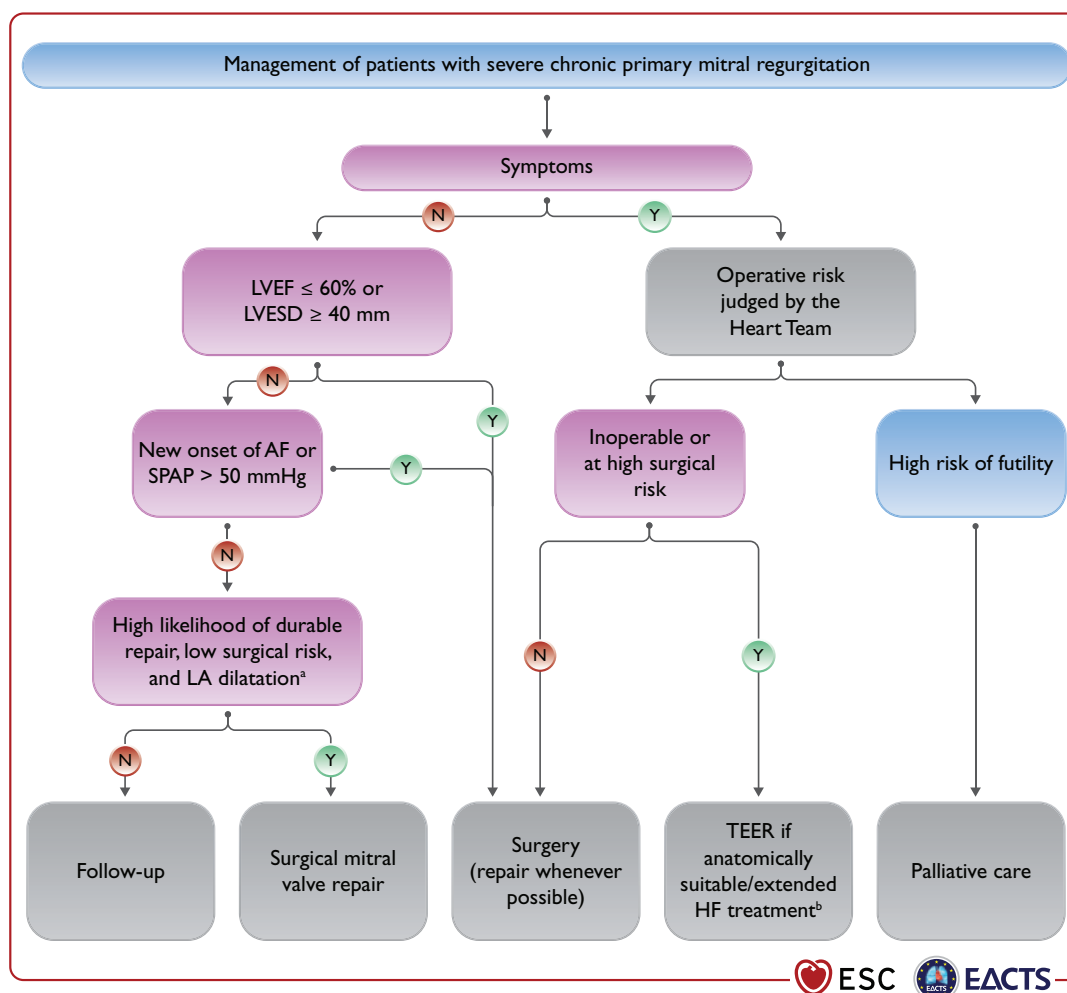 Management of patients with severe chronic primary mitral regurgitation
Symptoms
N
Y
LVEF ≤ 60% or
LVESD ≥ 40 mm
Operative risk
judged by the
Heart Team
N
Y
New onset of AF or
SPAP > 50 mmHg
Y
Inoperable or
at high surgical
risk
High risk of futility
N
High likelihood of durable
repair, low surgical risk,
and LA dilatationᵃ
N
Y
N
Y
Follow-up
Surgical mitral
valve repair
Surgery
(repair whenever
possible)
TEER if
anatomically
suitable/extended
HF treatmentᵇ
Palliative care
ESC
EACTS
EACTS